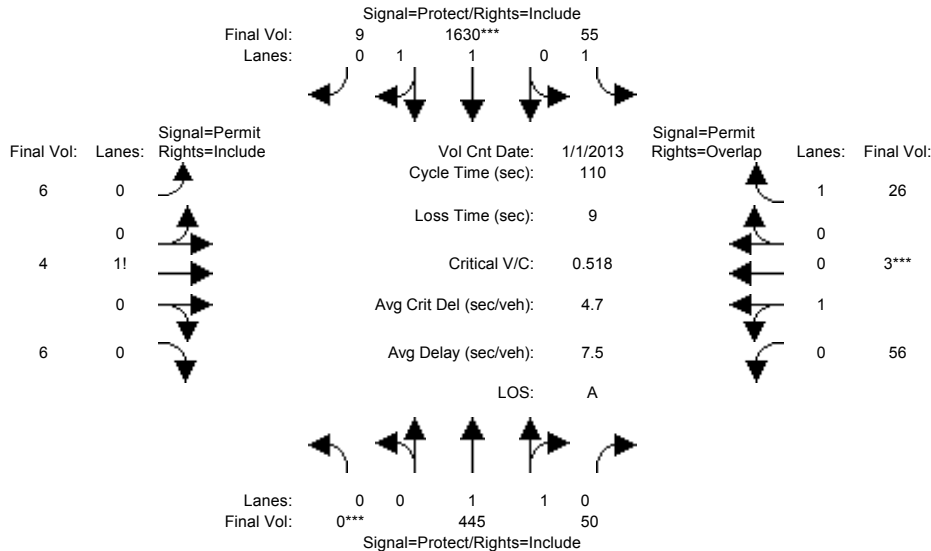 Signal=Protect/Rights=Include
Final Vol: 9 1630*** 55
Lanes: 0 1 1 0 1
Signal=Permit Signal=Permit
Final Vol: Lanes: Rights=Include Vol Cnt Date: 1/1/2013 Rights=Overlap Lanes: Final Vol:
Cycle Time (sec): 110
6 0 1 26
Loss Time (sec): 9
0 0
4 1! Critical V/C: 0.518 0 3***
0 Avg Crit Del (sec/veh): 4.7 1
6 0 Avg Delay (sec/veh): 7.5 0 56
LOS: A
Lanes: 0 0 1 1 0
Final Vol: 0*** 445 50
Signal=Protect/Rights=Include